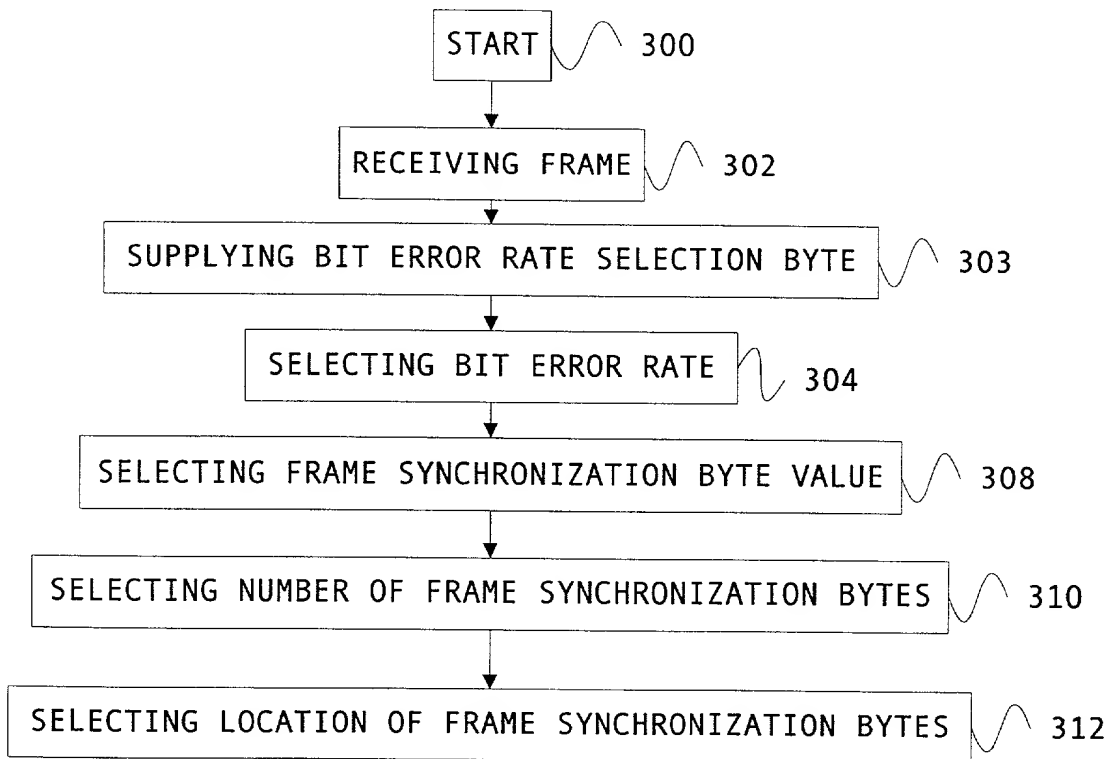 START 300
RECEIVING FRAME 302
SUPPLYING BIT ERROR RATE SELECTION BYTE 303
SELECTING BIT ERROR RATE 304
SELECTING FRAME SYNCHRONIZATION BYTE VALUE 308
SELECTING NUMBER OF FRAME SYNCHRONIZATION BYTES 310
SELECTING LOCATION OF FRAME SYNCHRONIZATION BYTES 312